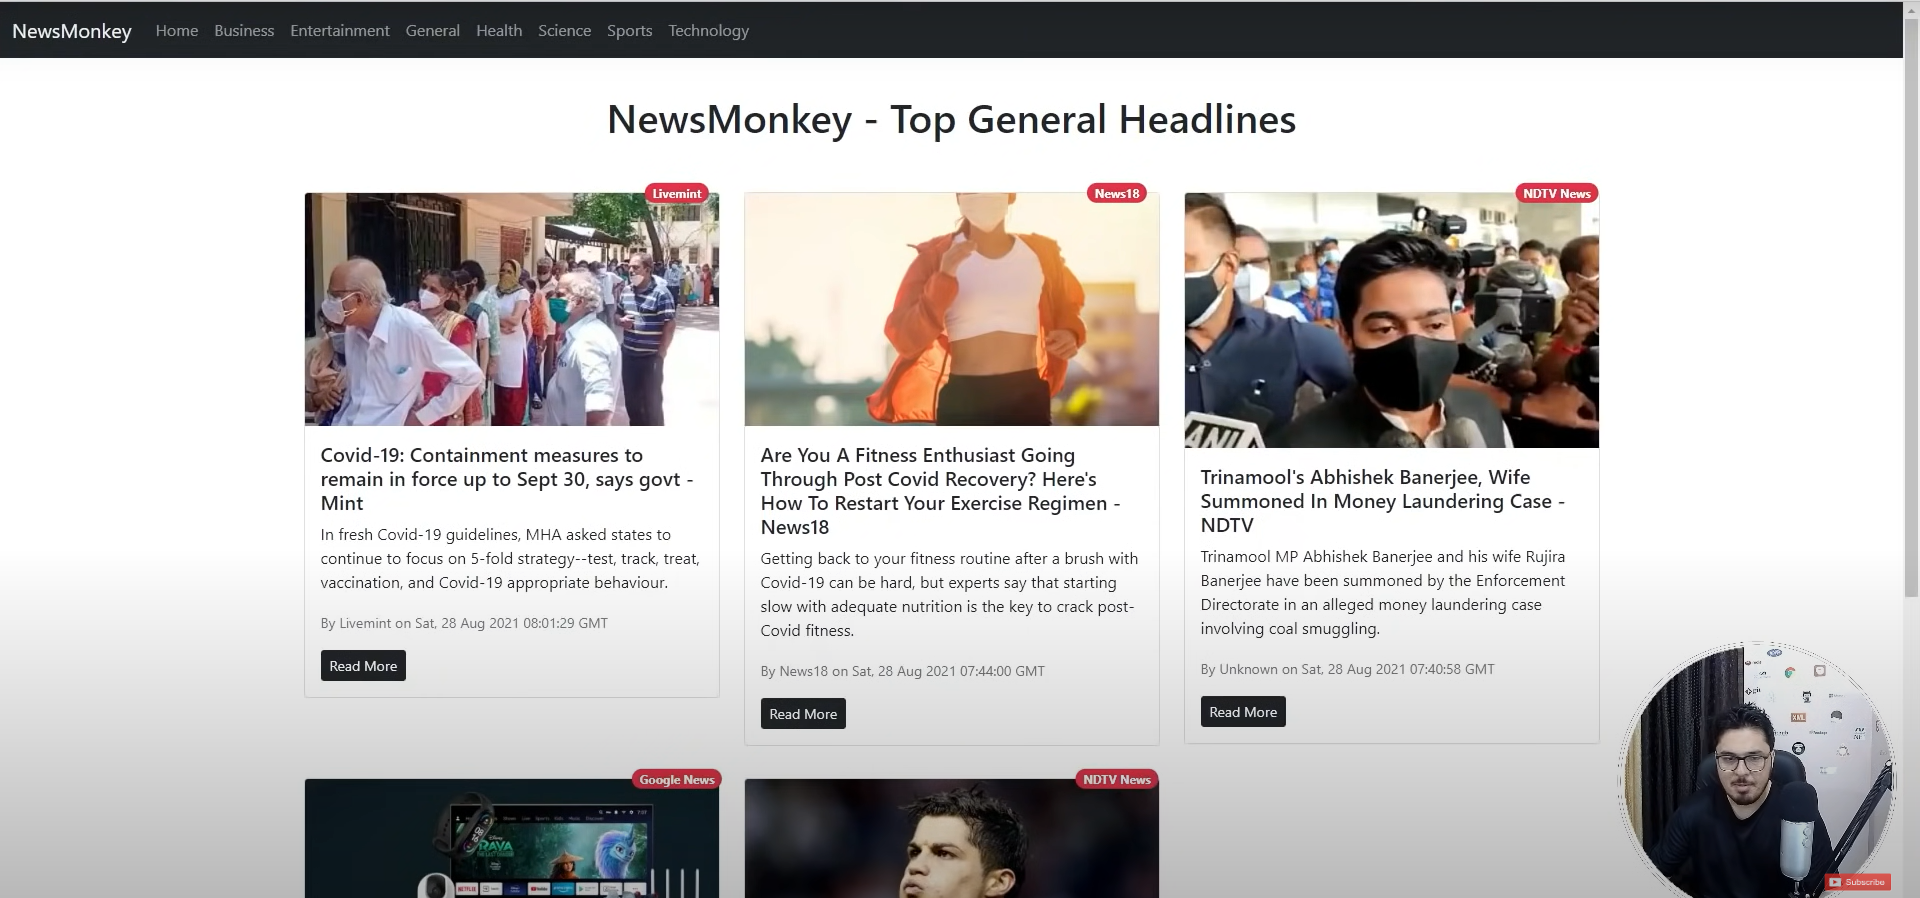 NewsMonkey Home Business Entertainment General Health Science Sports Technology
NewsMonkey - Top General Headlines
Livemint
Covid-19: Containment measures to
remain in force up to Sept 30, says govt -
Mint
In fresh Covid-19 guidelines, MHA asked states to
continue to focus on 5-fold strategy--test, track, treat,
vaccination, and Covid-19 appropriate behaviour.
By Livemint on Sat, 28 Aug 2021 08:01:29 GMT
Read More
News18
Are You A Fitness Enthusiast Going
Through Post Covid Recovery? Here's
How To Restart Your Exercise Regimen -
News18
Getting back to your fitness routine after a brush with
Covid-19 can be hard, but experts say that starting
slow with adequate nutrition is the key to crack post-
Covid fitness.
By News18 on Sat, 28 Aug 2021 07:44:00 GMT
Read More
NDTV News
ANI
Trinamool's Abhishek Banerjee, Wife
Summoned In Money Laundering Case -
NDTV
Trinamool MP Abhishek Banerjee and his wife Rujira
Banerjee have been summoned by the Enforcement
Directorate in an alleged money laundering case
involving coal smuggling.
By Unknown on Sat, 28 Aug 2021 07:40:58 GMT
Read More
Google News
RAYA
NETFLIX
NDTV News
git
XML
Subscribe